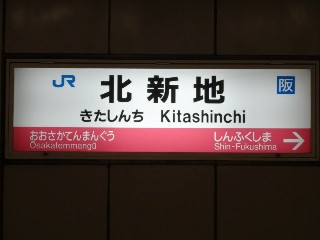 JR 北新地 阪
きたしんち Kitashinchi
おおさかてんまんぐう しんふくしま
Ōsakatemmangū Shin-Fukushima